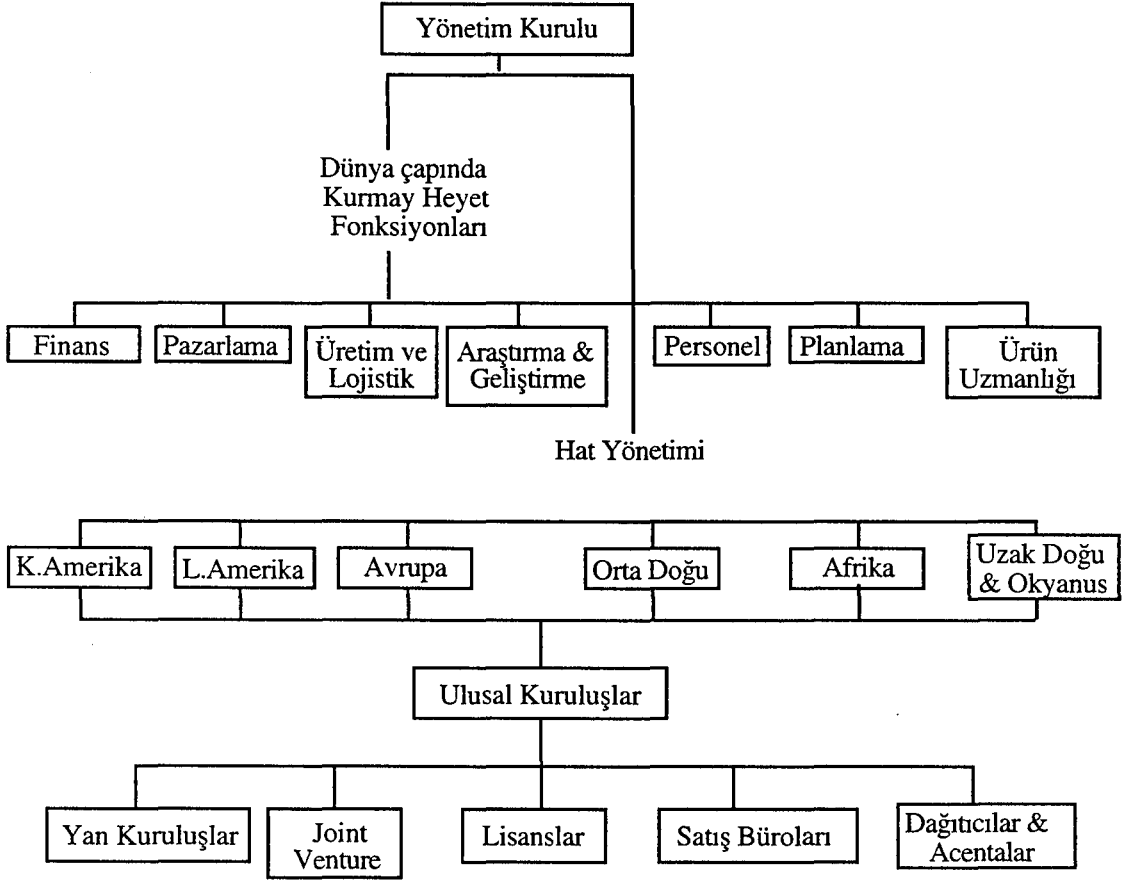 Yönetim Kurulu
Dünya çapında
Kurmay Heyet
Fonksiyonları
Finans
Pazarlama
Üretim ve
Lojistik
Araştırma &
Geliştirme
Personel
Planlama
Ürün
Uzmanlığı
Hat Yönetimi
K.Amerika
L.Amerika
Avrupa
Orta Doğu
Afrika
Uzak Doğu
& Okyanus
Ulusal Kuruluşlar
Yan Kuruluşlar
Joint
Venture
Lisanslar
Satış Büroları
Dağıtıcılar &
Acentalar